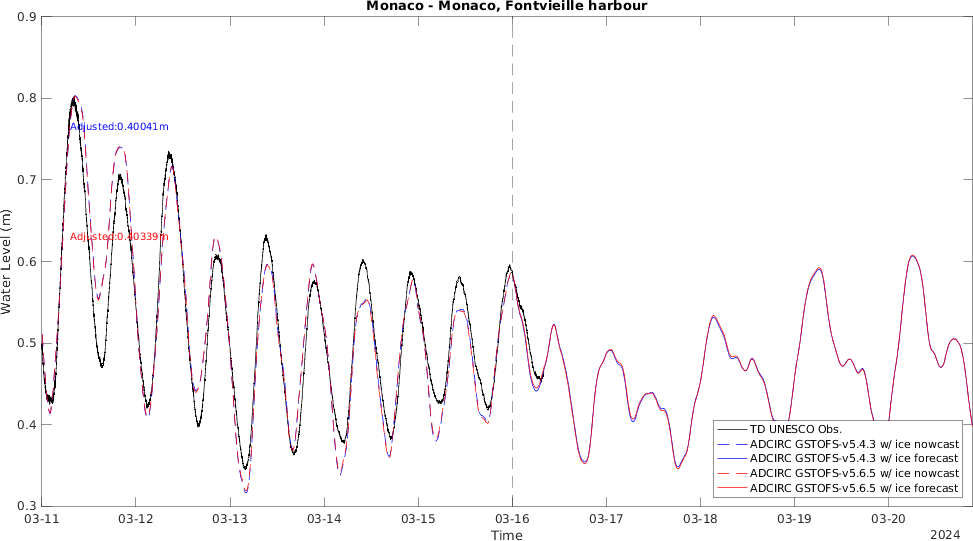 Monaco - Monaco, Fontvieille harbour
0.9
0.8
0.7
0.6
0.5
0.4
0.3
Water Level (m)
Adjusted:0.40041m
Adjusted:0.40339m
TD UNESCO Obs.
ADCIRC GSTOFS-v5.4.3 w/ ice nowcast
ADCIRC GSTOFS-v5.4.3 w/ ice forecast
ADCIRC GSTOFS-v5.6.5 w/ ice nowcast
ADCIRC GSTOFS-v5.6.5 w/ ice forecast
03-11 03-12 03-13 03-14 03-15 03-16 03-17 03-18 03-19 03-20
Time
2024